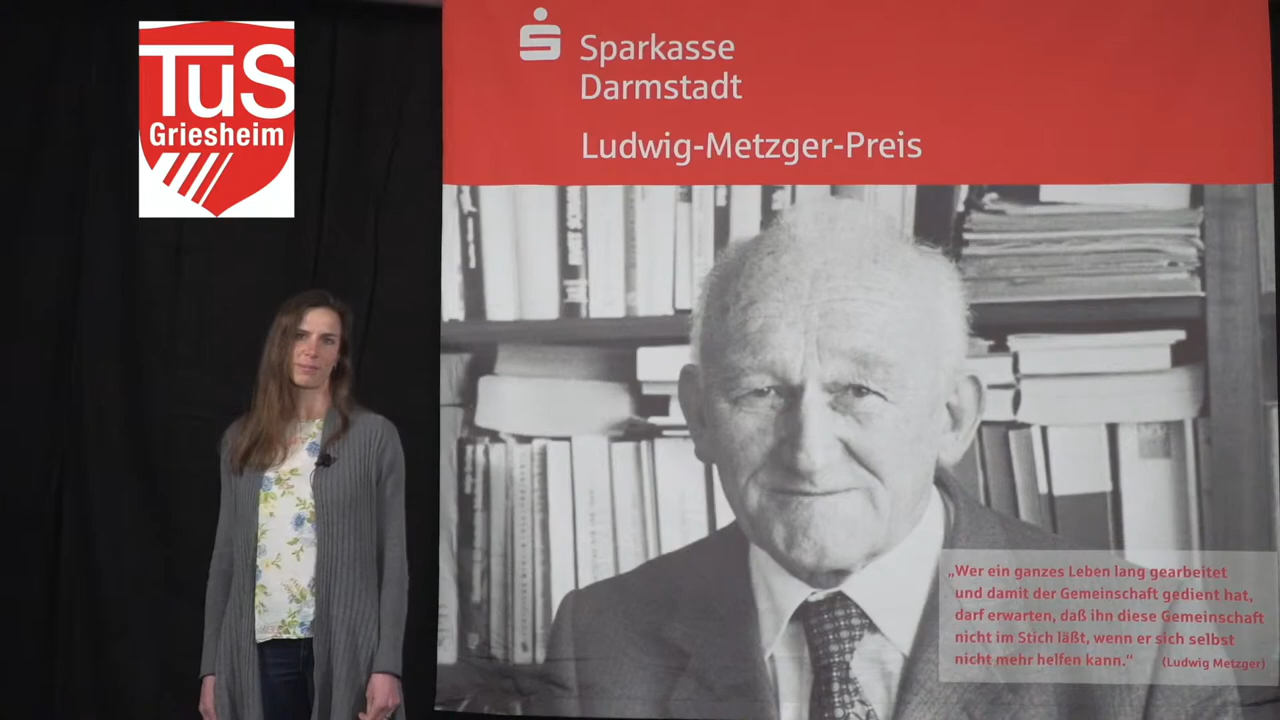 TuS
Griesheim
Sparkasse
Darmstadt
Ludwig-Metzger-Preis
„Wer ein ganzes Leben lang gearbeitet
und damit der Gemeinschaft gedient hat,
darf erwarten, daß ihn diese Gemeinschaft
nicht im Stich läßt, wenn er sich selbst
nicht mehr helfen kann.“ (Ludwig Metzger)